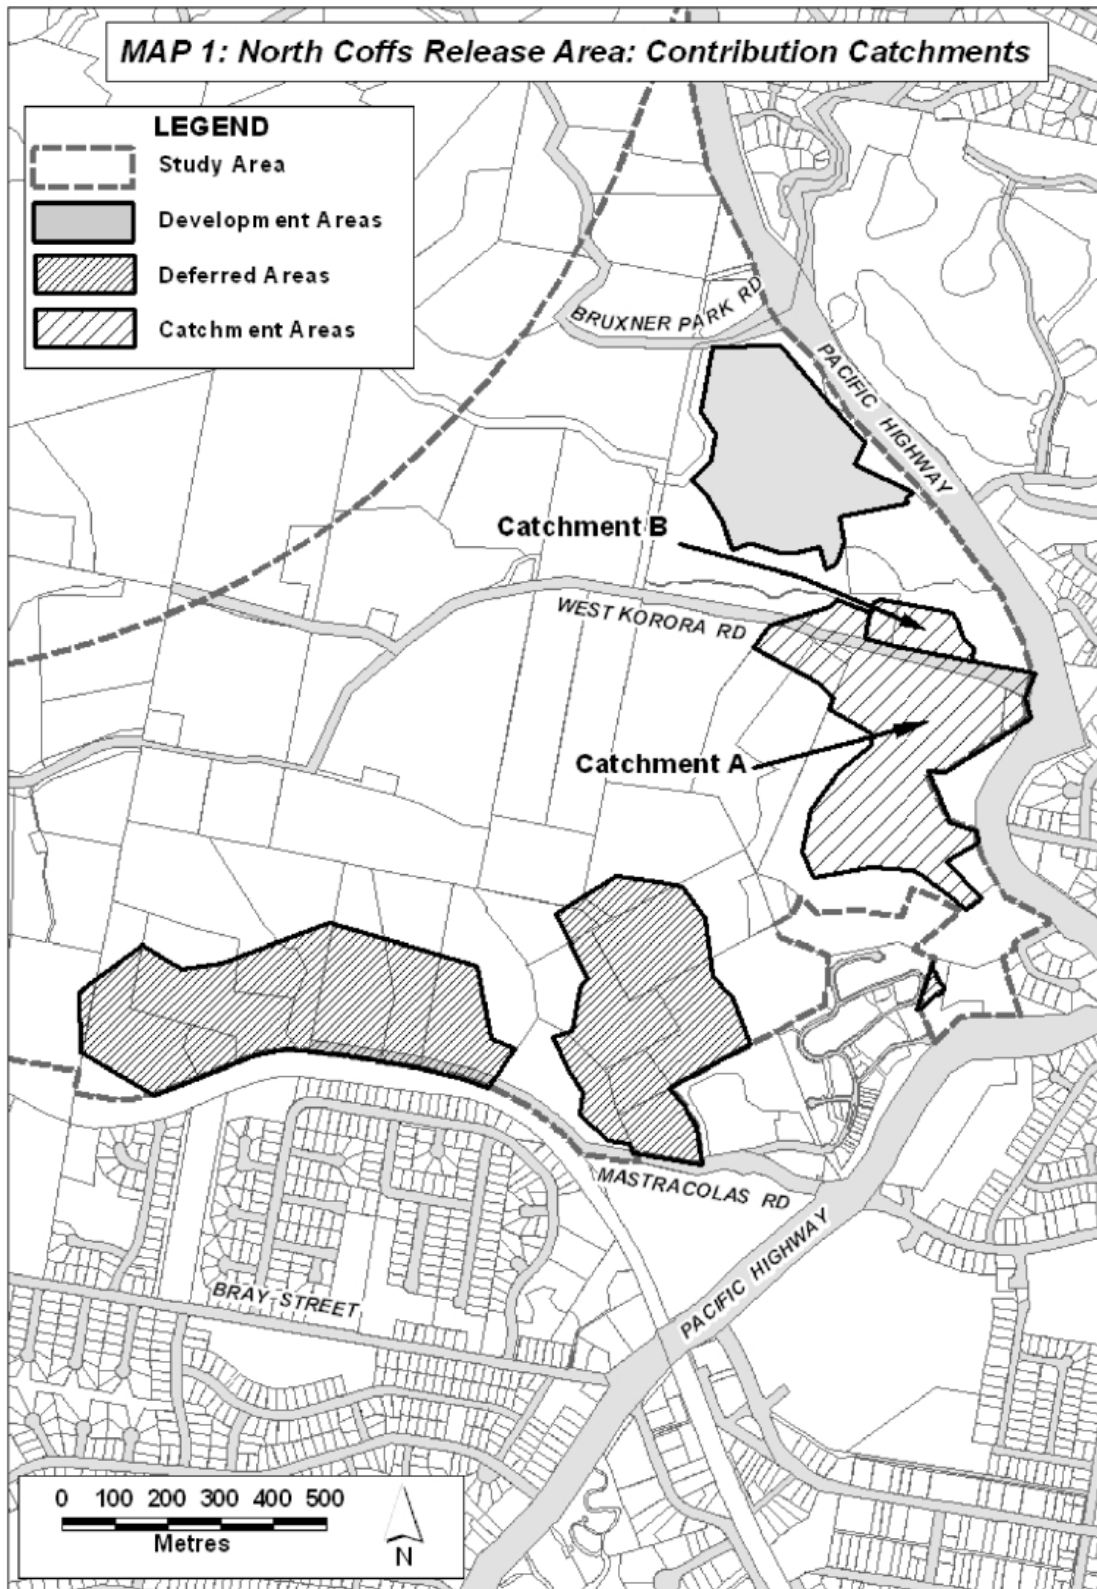 MAP 1: North Coffs Release Area: Contribution Catchments
LEGEND
Study Area
Development Areas
Deferred Areas
Catchment Areas
BRUXNER PARK RD
PACIFIC HIGHWAY
Catchment B
WEST KORORA RD
Catchment A
MASTRACOLAS RD
BRAY STREET
PACIFIC HIGHWAY
0 100 200 300 400 500
Metres
N